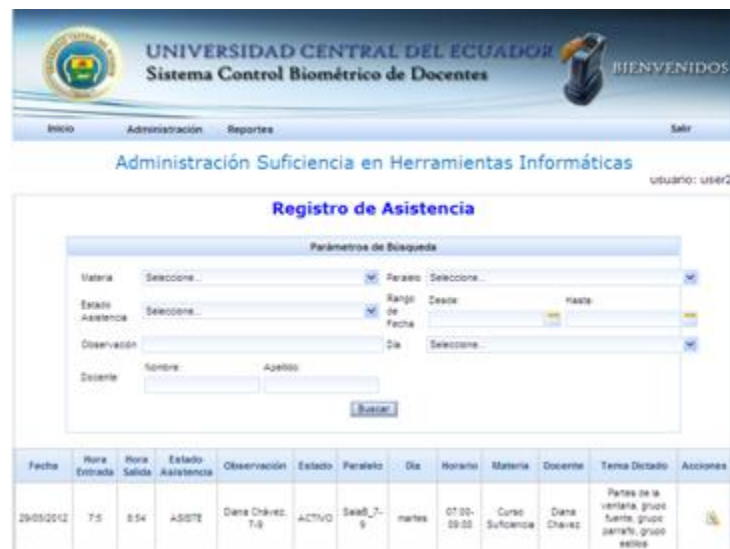 UNIVERSIDAD CENTRAL DEL ECUADOR
Sistema Control Biométrico de Docentes
BIENVENIDOS
Inicio Administración Reportes Salir
Administración Suficiencia en Herramientas Informáticas
usuario: user2
Registro de Asistencia
Parámetros de Búsqueda
Materia Seleccione... Paralelo Seleccione...
Estado Asistencia Seleccione... Rango de Fecha Desde Hasta
Observación Día Seleccione...
Docente Nombre: Apellido:
Buscar
Fecha Hora Entrada Hora Salida Estado Asistencia Observación Estado Paralelo Día Horario Materia Docente Tema Dictado Acciones
29/05/2012 7:5 8:54 ASISTE Diana Chávez, 7-9 ACTIVO SalaB_7-9 martes 07:00-09:00 Curso Suficiencia Diana Chavez Partes de la ventana, grupo fuente, grupo parrafo, grupo estilos